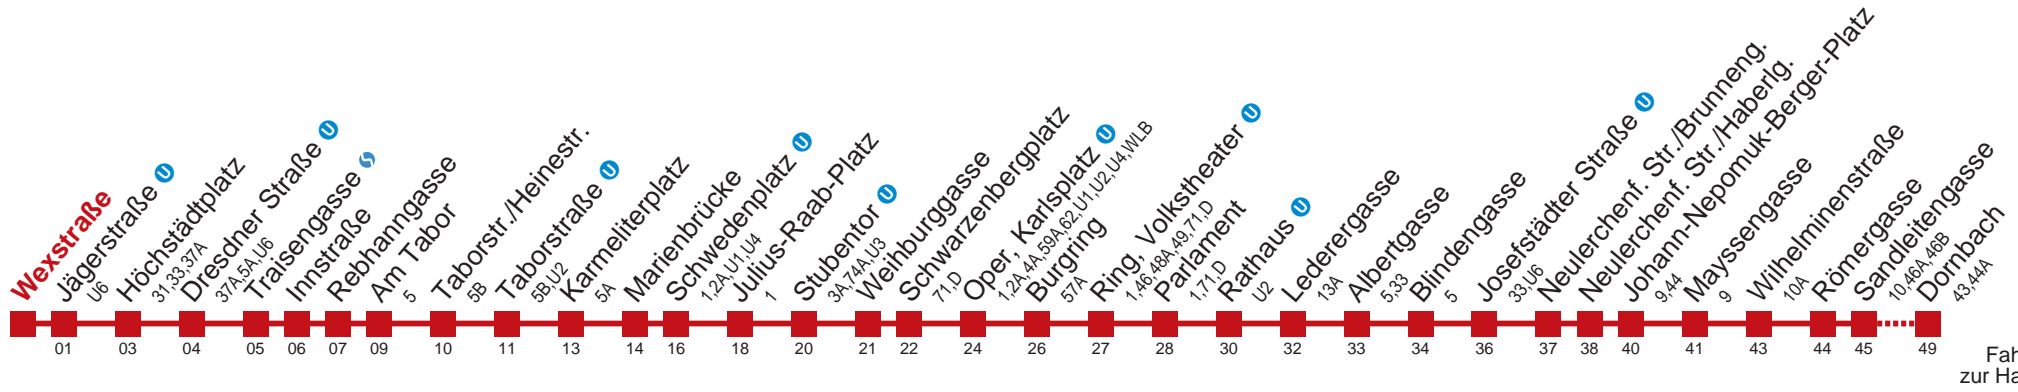 Wexstraße
Jägerstraße U
U6
Höchstädtplatz
31,33,37A
Dresdner Straße U
37A,5A,U6
Traisengasse S
Innstraße
Rebhanngasse
Am Tabor
5
Taborstr./Heinestr.
5B
Taborstraße U
5B,U2
Karmeliterplatz
5A
Marienbrücke
Schwedenplatz U
1,2A,U1,U4
Julius-Raab-Platz
1
Stubentor U
3A,74A,U3
Weihburggasse
Schwarzenbergplatz
71,D
Oper, Karlsplatz U
1,2A,4A,59A,62,U1,U2,U4,WLB
Burgring
57A
Ring, Volkstheater U
1,46,48A,49,71,D
Parlament
1,71,D
Rathaus U
U2
Lederergasse
13A
Albertgasse
5,33
Blindengasse
5
Josefstädter Straße U
33,U6
Neulerchenf. Str./Brunneng.
Neulerchenf. Str./Haberlg.
Johann-Nepomuk-Berger-Platz
9,44
Mayssengasse
9
Wilhelminenstraße
10A
Römergasse
Sandleitengasse
10,46A,46B
Dornbach
43,44A
01 03 04 05 06 07 09 10 11 13 14 16 18 20 21 22 24 26 27 28 30 32 33 34 36 37 38 40 41 43 44 45 49
Fah
zur Ha